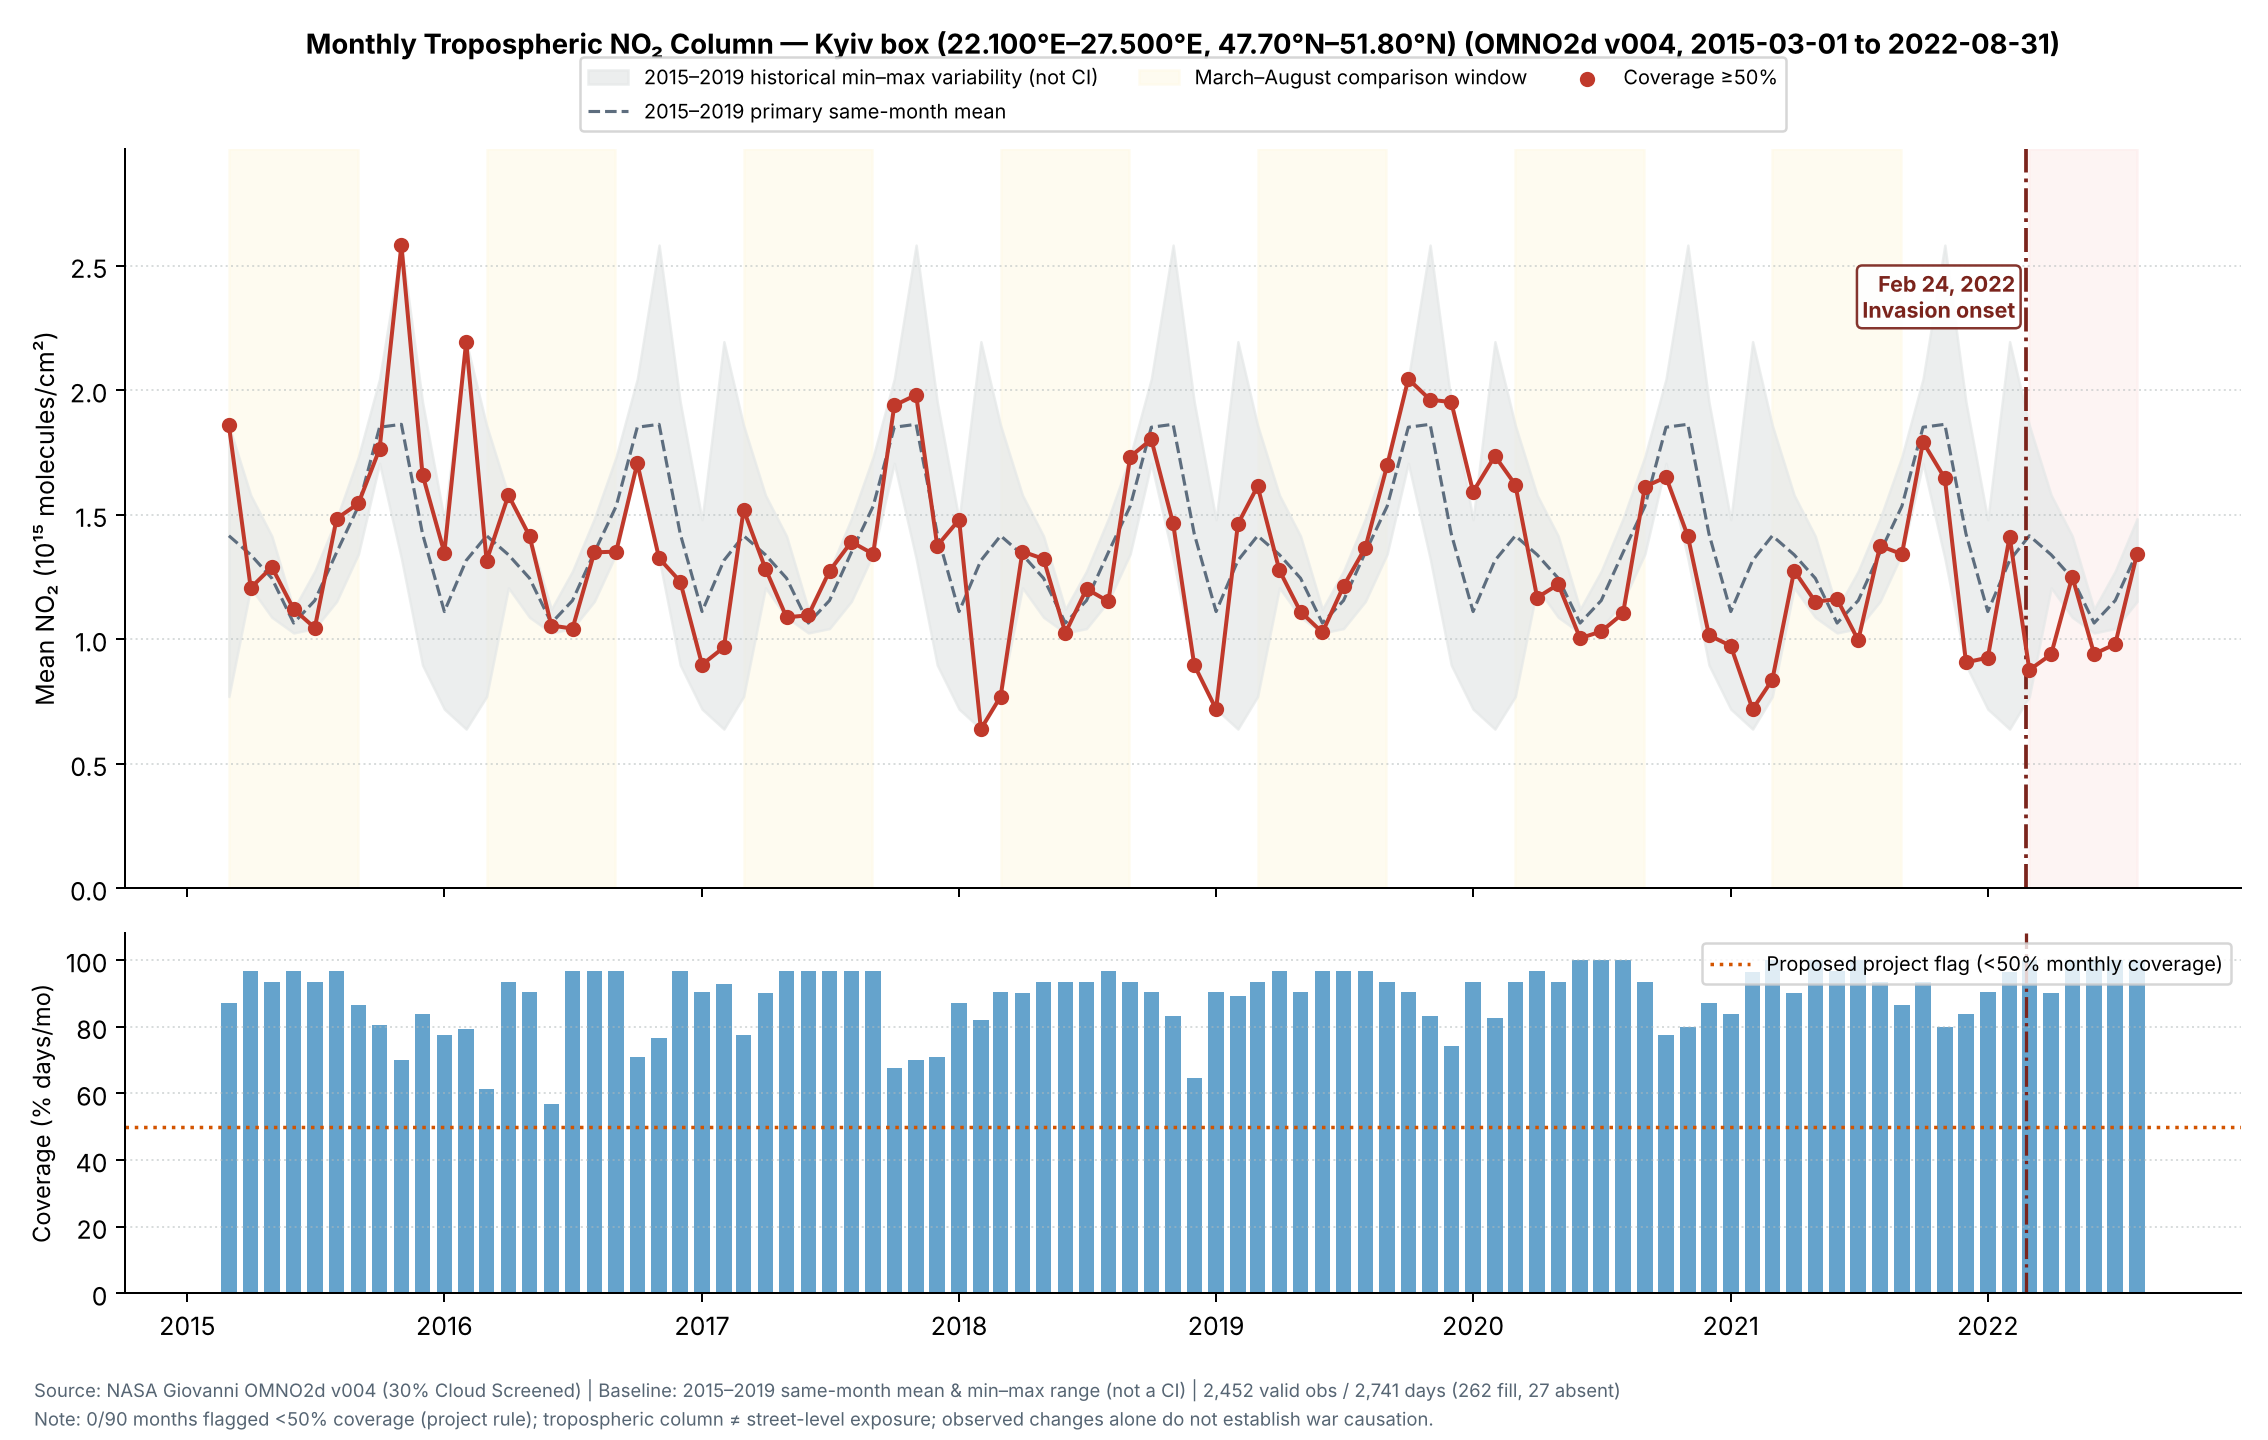 Monthly Tropospheric NO₂ Column — Kyiv box (22.100°E–27.500°E, 47.70°N–51.80°N) (OMNO2d v004, 2015-03-01 to 2022-08-31)
2015–2019 historical min–max variability (not CI)
March–August comparison window
Coverage ≥50%
2015–2019 primary same-month mean
Mean NO₂ (10¹⁵ molecules/cm²)
2.5
2.0
1.5
1.0
0.5
0.0
Feb 24, 2022
Invasion onset
Coverage (% days/mo)
100
80
60
40
20
0
Proposed project flag (<50% monthly coverage)
2015
2016
2017
2018
2019
2020
2021
2022
Source: NASA Giovanni OMNO2d v004 (30% Cloud Screened) | Baseline: 2015–2019 same-month mean & min–max range (not a CI) | 2,452 valid obs / 2,741 days (262 fill, 27 absent)
Note: 0/90 months flagged <50% coverage (project rule); tropospheric column ≠ street-level exposure; observed changes alone do not establish war causation.